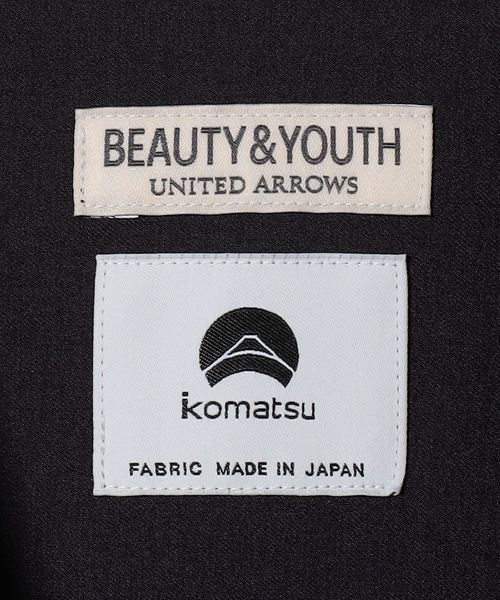 BEAUTY&YOUTH
UNITED ARROWS
komatsu
FABRIC MADE IN JAPAN